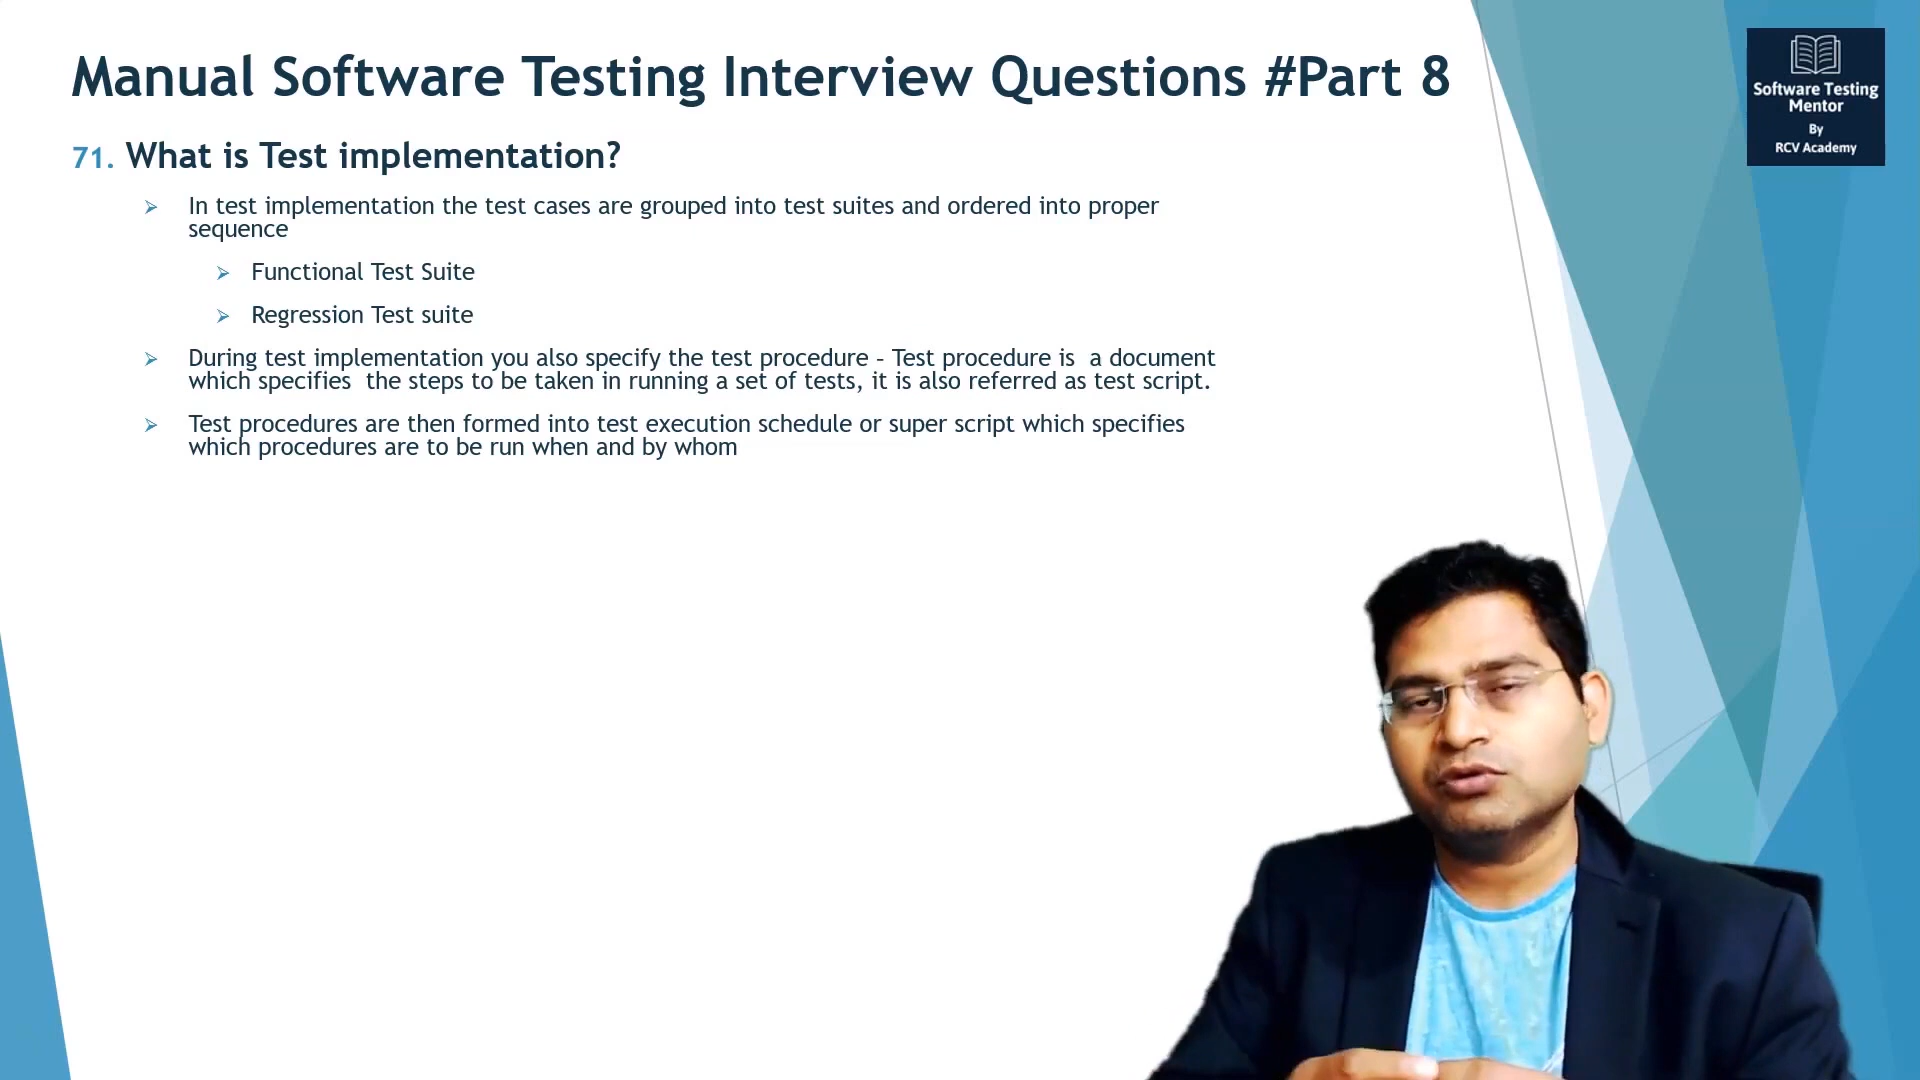 Manual Software Testing Interview Questions #Part 8
Software Testing
Mentor
By
RCV Academy
71. What is Test implementation?
In test implementation the test cases are grouped into test suites and ordered into proper
sequence
Functional Test Suite
Regression Test suite
During test implementation you also specify the test procedure – Test procedure is  a document
which specifies  the steps to be taken in running a set of tests, it is also referred as test script.
Test procedures are then formed into test execution schedule or super script which specifies
which procedures are to be run when and by whom